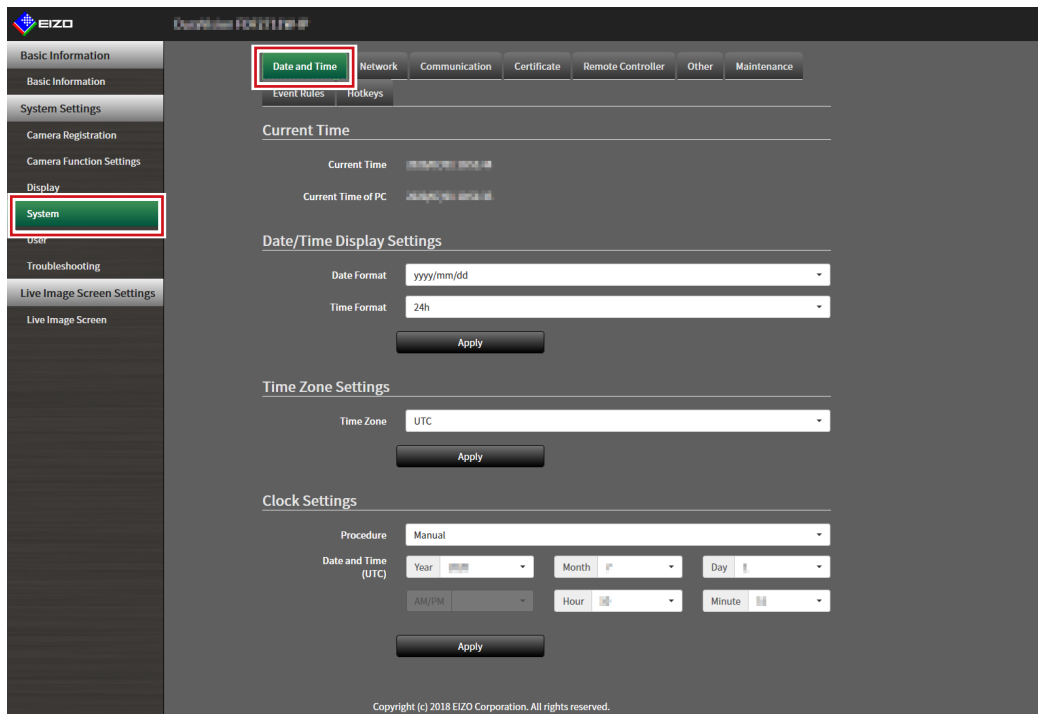 EIZO
Basic Information
Basic Information
System Settings
Camera Registration
Camera Function Settings
Display
System
User
Troubleshooting
Live Image Screen Settings
Live Image Screen
Date and Time Network Communication Certificate Remote Controller Other Maintenance
Event Rules Hotkeys
Current Time
Current Time
Current Time of PC
Date/Time Display Settings
Date Format yyyy/mm/dd
Time Format 24h
Apply
Time Zone Settings
Time Zone UTC
Apply
Clock Settings
Procedure Manual
Date and Time
(UTC)
Year Month Day
AM/PM Hour Minute
Apply
Copyright (c) 2018 EIZO Corporation. All rights reserved.